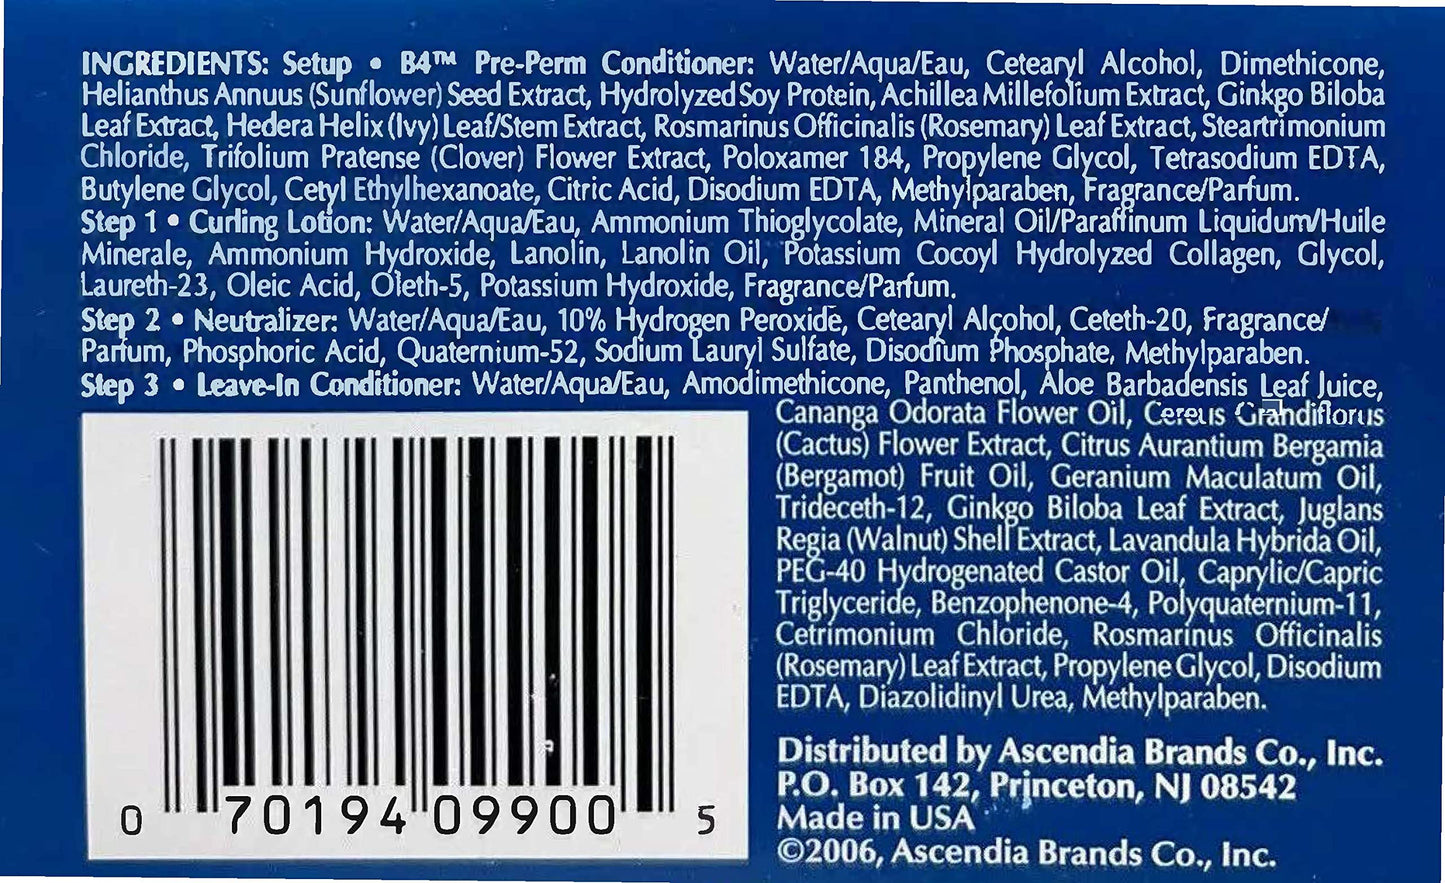 INGREDIENTS: Setup • B4™ Pre-Perm Conditioner: Water/Aqua/Eau, Cetearyl Alcohol, Dimethicone,
Helianthus Annuus (Sunflower) Seed Extract, Hydrolyzed Soy Protein, Achillea Millefolium Extract, Ginkgo Biloba
Leaf Extract, Hedera Helix (Ivy) Leaf/Stem Extract, Rosmarinus Officinalis (Rosemary) Leaf Extract, Steartrimonium
Chloride, Trifolium Pratense (Clover) Flower Extract, Poloxamer 184, Propylene Glycol, Tetrasodium EDTA,
Butylene Glycol, Cetyl Ethylhexanoate, Citric Acid, Disodium EDTA, Methylparaben, Fragrance/Parfum.
Step 1 • Curling Lotion: Water/Aqua/Eau, Ammonium Thioglycolate, Mineral Oil/Paraffinum Liquidum/Huile
Minerale, Ammonium Hydroxide, Lanolin, Lanolin Oil, Potassium Cocoyl Hydrolyzed Collagen, Glycol,
Laureth-23, Oleic Acid, Oleth-5, Potassium Hydroxide, Fragrance/Parfum.
Step 2 • Neutralizer: Water/Aqua/Eau, 10% Hydrogen Peroxide, Cetearyl Alcohol, Ceteth-20, Fragrance/
Parfum, Phosphoric Acid, Quaternium-52, Sodium Lauryl Sulfate, Disodium Phosphate, Methylparaben.
Step 3 • Leave-In Conditioner: Water/Aqua/Eau, Amodimethicone, Panthenol, Aloe Barbadensis Leaf Juice,
Cananga Odorata Flower Oil, Cereus Grandiflorus
(Cactus) Flower Extract, Citrus Aurantium Bergamia
(Bergamot) Fruit Oil, Geranium Maculatum Oil,
Trideceth-12, Ginkgo Biloba Leaf Extract, Juglans
Regia (Walnut) Shell Extract, Lavandula Hybrida Oil,
PEG-40 Hydrogenated Castor Oil, Caprylic/Capric
Triglyceride, Benzophenone-4, Polyquaternium-11,
Cetrimonium Chloride, Rosmarinus Officinalis
(Rosemary) Leaf Extract, Propylene Glycol, Disodium
EDTA, Diazolidinyl Urea, Methylparaben.
Distributed by Ascendia Brands Co., Inc.
P.O. Box 142, Princeton, NJ 08542
Made in USA
©2006, Ascendia Brands Co., Inc.
0 70194 09900 5